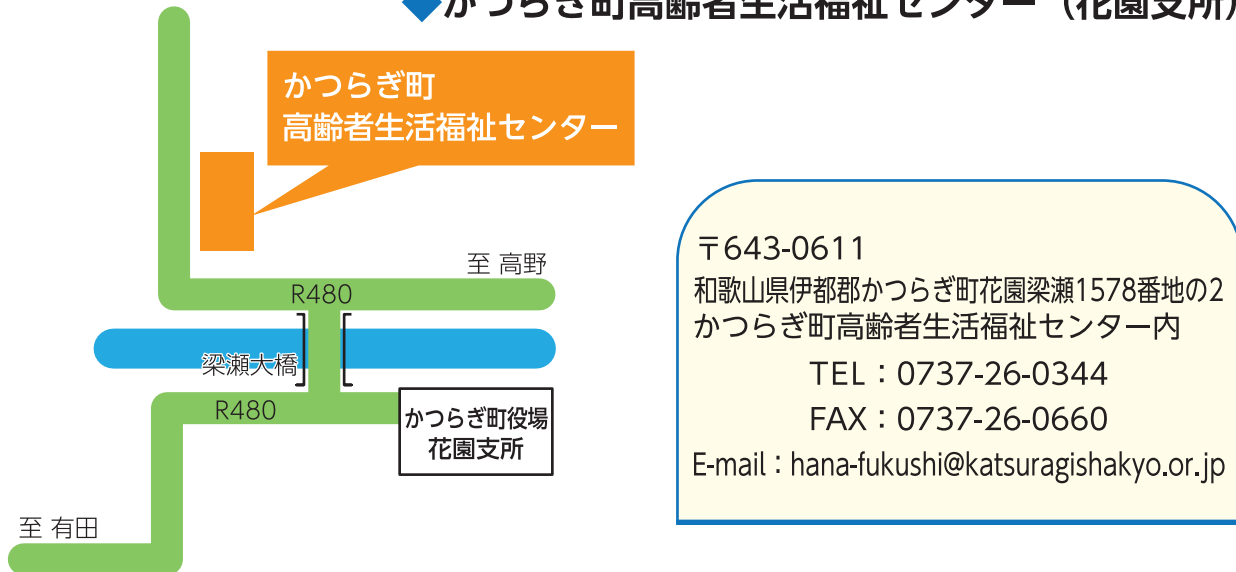 ◆かつらぎ町高齢者生活福祉センター（花園支所）
かつらぎ町
高齢者生活福祉センター
至 高野
R480
梁瀬大橋
R480
かつらぎ町役場
花園支所
至 有田
〒643-0611
和歌山県伊都郡かつらぎ町花園梁瀬1578番地の2
かつらぎ町高齢者生活福祉センター内
TEL：0737-26-0344
FAX：0737-26-0660
E-mail：hana-fukushi@katsuragishakyo.or.jp